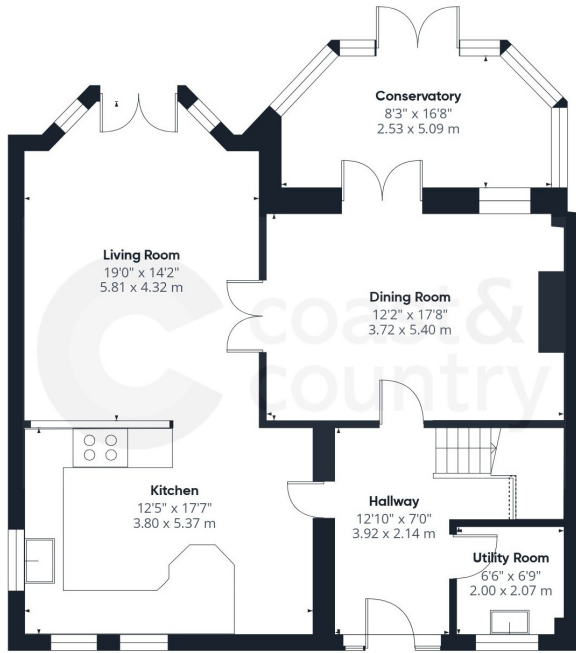 Conservatory
8'3" x 16'8"
2.53 x 5.09 m
Living Room
19'0" x 14'2"
5.81 x 4.32 m
Dining Room
12'2" x 17'8"
3.72 x 5.40 m
coast &
country
Kitchen
12'5" x 17'7"
3.80 x 5.37 m
Hallway
12'10" x 7'0"
3.92 x 2.14 m
Utility Room
6'6" x 6'9"
2.00 x 2.07 m